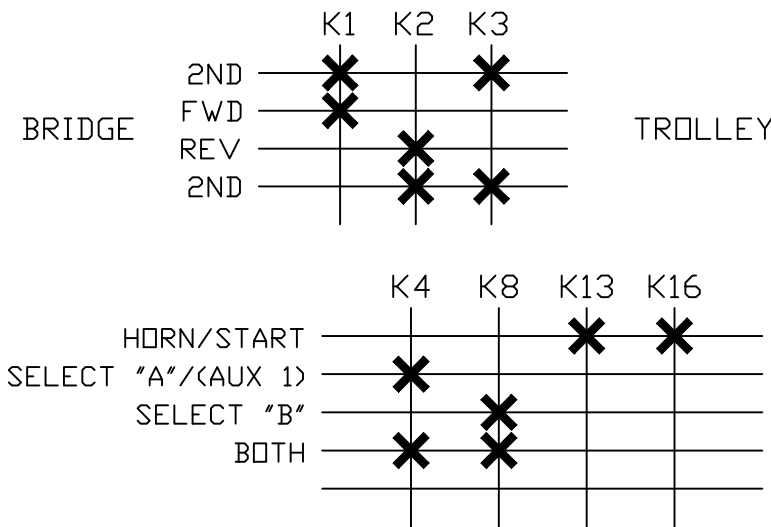 K1 K2 K3
2ND
FWD
BRIDGE
TROLLEY
REV
2ND
K4 K8 K13 K16
HORN/START
SELECT "A"/(AUX 1)
SELECT "B"
BOTH